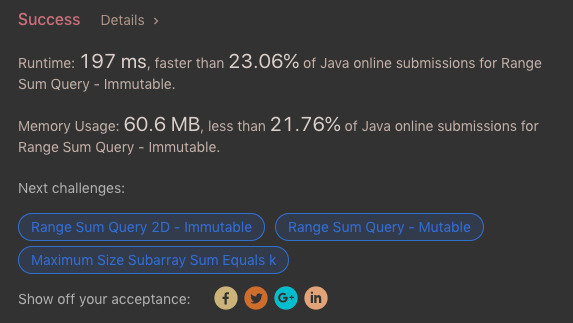 Success Details >
Runtime: 197 ms, faster than 23.06% of Java online submissions for Range
Sum Query - Immutable.
Memory Usage: 60.6 MB, less than 21.76% of Java online submissions for
Range Sum Query - Immutable.
Next challenges:
Range Sum Query 2D - Immutable Range Sum Query - Mutable
Maximum Size Subarray Sum Equals k
Show off your acceptance: f G+ in